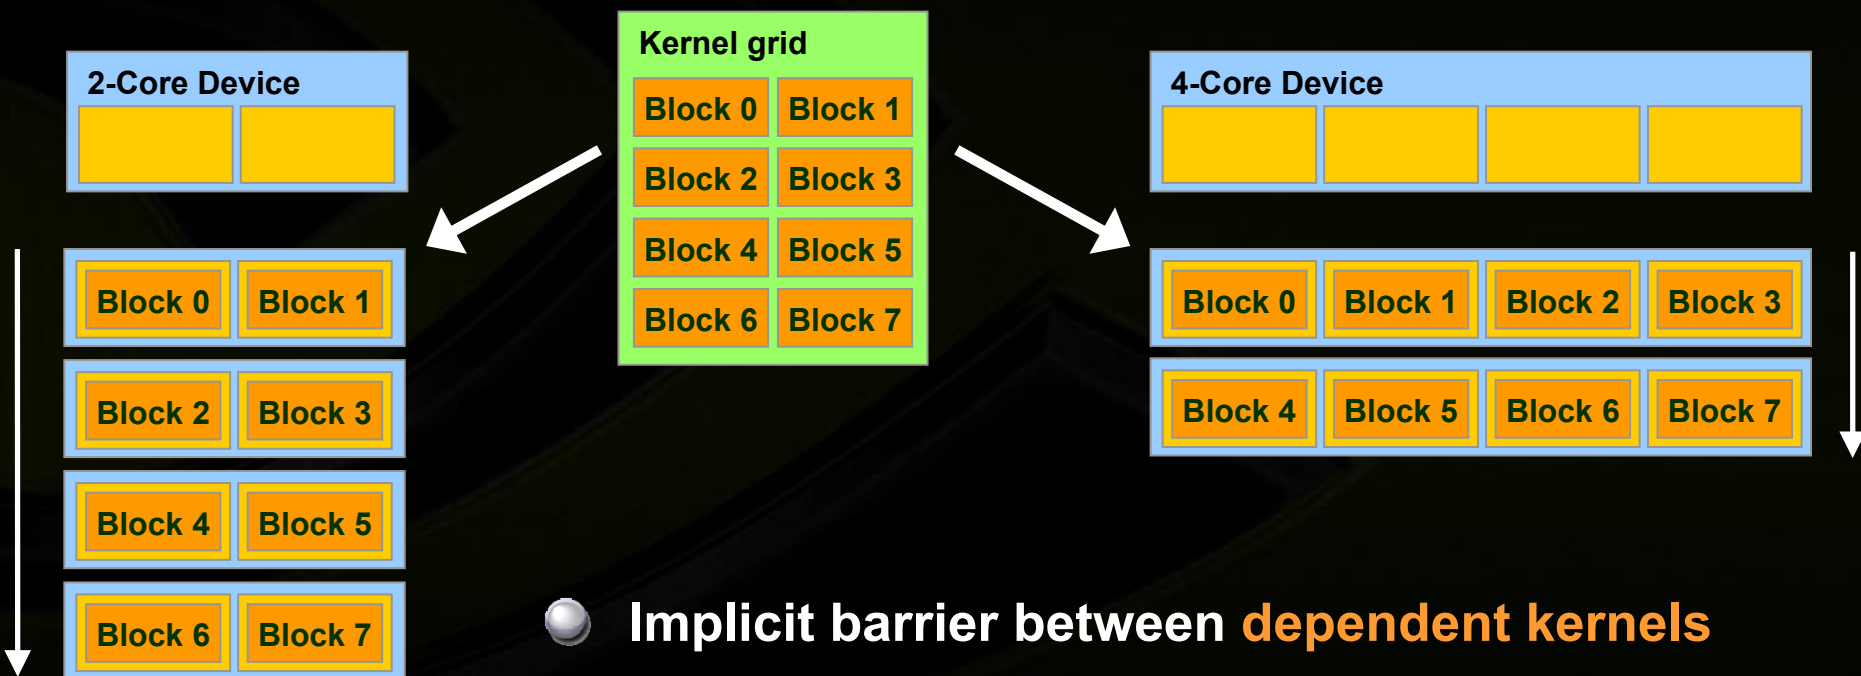 2-Core Device
Kernel grid
Block 0 Block 1
Block 2 Block 3
Block 4 Block 5
Block 6 Block 7
4-Core Device
Block 0 Block 1
Block 2 Block 3
Block 4 Block 5
Block 6 Block 7
Block 0 Block 1 Block 2 Block 3
Block 4 Block 5 Block 6 Block 7
Implicit barrier between dependent kernels